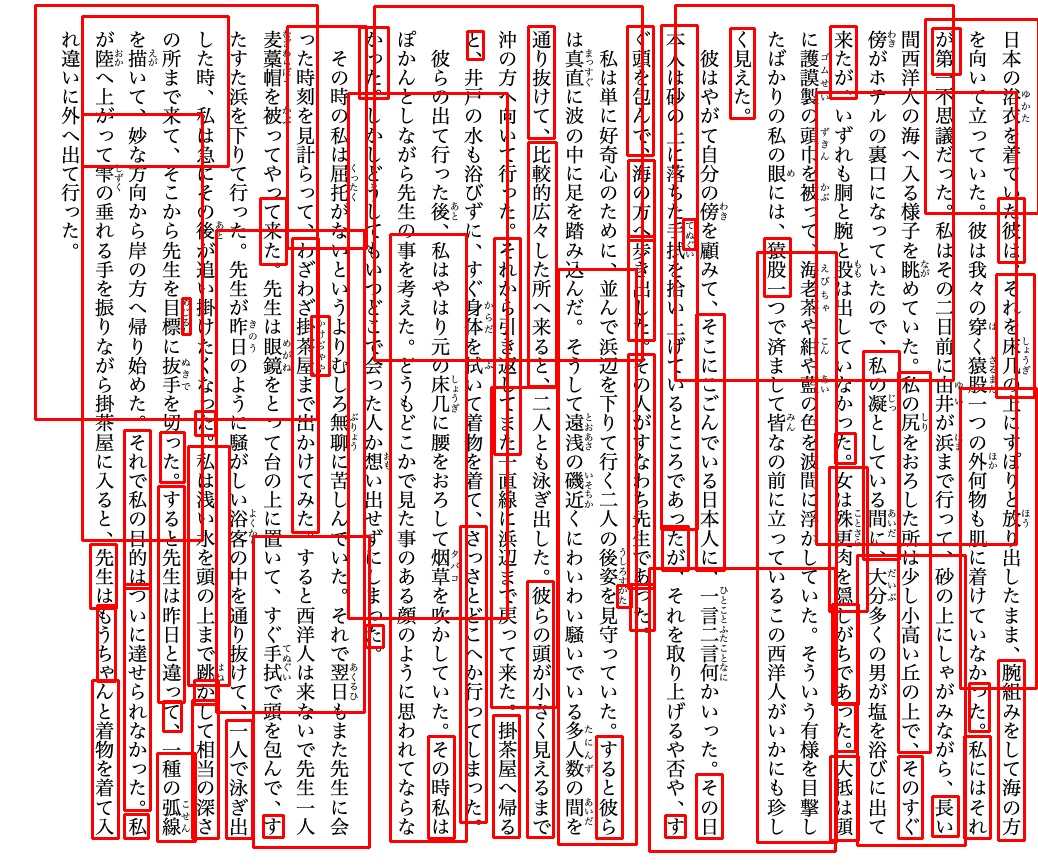 日本の浴衣を着ていた彼は、それを床几の上にすぽりと放り出したまま、腕組みをして海の方
を向いて立っていた。彼は我々の穿く猿股一つの外何物も肌に着けていなかった。私にはそれ
が第一不思議だった。私はその二日前に由井が浜まで行って、砂の上にしゃがみながら、長い
間西洋人の海へ入る様子を眺めていた。私の尻をおろした所は少し小高い丘の上で、そのすぐ
傍がホテルの裏口になっていたので、私の凝としている間に、大分多くの男が塩を浴びに出て
来たが、いずれも胴と腕と股は出していなかった。女は殊更肉を隠しがちであった。大抵は頭
に護謨製の頭巾を被って、海老茶や紺や藍の色を波間に浮かしていた。そういう有様を目撃し
たばかりの私の眼には、猿股一つで済まして皆なの前に立っているこの西洋人がいかにも珍し
く見えた。
彼はやがて自分の傍を顧みて、そこにこごんでいる日本人に、一言二言何かいった。その日
本人は砂の上に落ちた手拭を拾い上げているところであったが、それを取り上げるや否や、す
ぐ頭を包んで、海の方へ歩き出した。その人がすなわち先生であった。
私は単に好奇心のために、並んで浜辺を下りて行く二人の後姿を見守っていた。すると彼ら
は真直に波の中に足を踏み込んだ。そうして遠浅の磯近くにわいわい騒いでいる多人数の間を
通り抜けて、比較的広々した所へ来ると、二人とも泳ぎ出した。彼らの頭が小さく見えるまで
沖の方へ向いて行った。それから引き返してまた一直線に浜辺まで戻って来た。掛茶屋へ帰る
と、井戸の水も浴びずに、すぐ身体を拭いて着物を着て、さっさとどこへか行ってしまった。
彼らの出て行った後、私はやはり元の床几に腰をおろして烟草を吹かしていた。その時私は
ぽかんとしながら先生の事を考えた。どうもどこかで見た事のある顔のように思われてならな
かった。しかしどうしてもいつどこで会った人か想い出せずにしまった。
その時の私は屈托がないというよりむしろ無聊に苦しんでいた。それで翌日もまた先生に会
った時刻を見計らって、わざわざ掛茶屋まで出かけてみた。すると西洋人は来ないで先生一人
麦藁帽を被ってやって来た。先生は眼鏡をとって台の上に置いて、すぐ手拭で頭を包んで、す
たすた浜を下りて行った。先生が昨日のように騒がしい浴客の中を通り抜けて、一人で泳ぎ出
した時、私は急にその後が追い掛けたくなった。私は浅い水を頭の上まで跳かして相当の深さ
の所まで来て、そこから先生を目標に抜手を切った。すると先生は昨日と違って、一種の弧線
を描いて、妙な方向から岸の方へ帰り始めた。それで私の目的はついに達せられなかった。私
が陸へ上がって雫の垂れる手を振りながら掛茶屋に入ると、先生はもうちゃんと着物を着て入
れ違いに外へ出て行った。